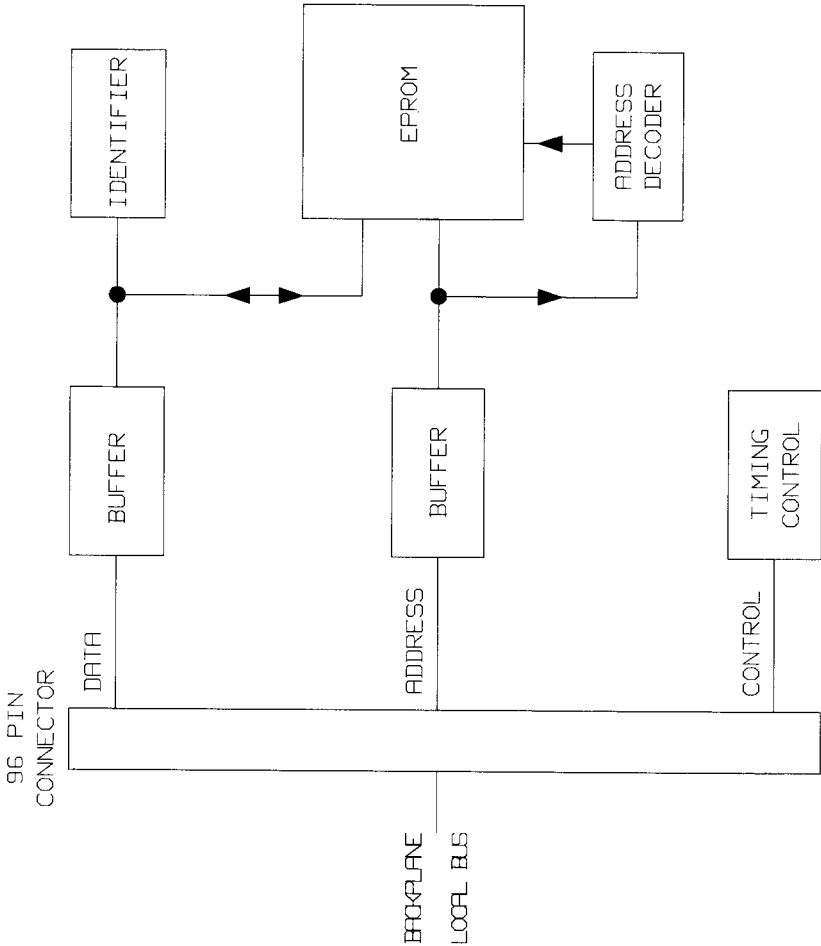 96 PIN
CONNECTOR
DATA
BUFFER
IDENTIFIER
BACKPLANE
LOCAL BUS
ADDRESS
BUFFER
EPROM
ADDRESS
DECODER
CONTROL
TIMING
CONTROL